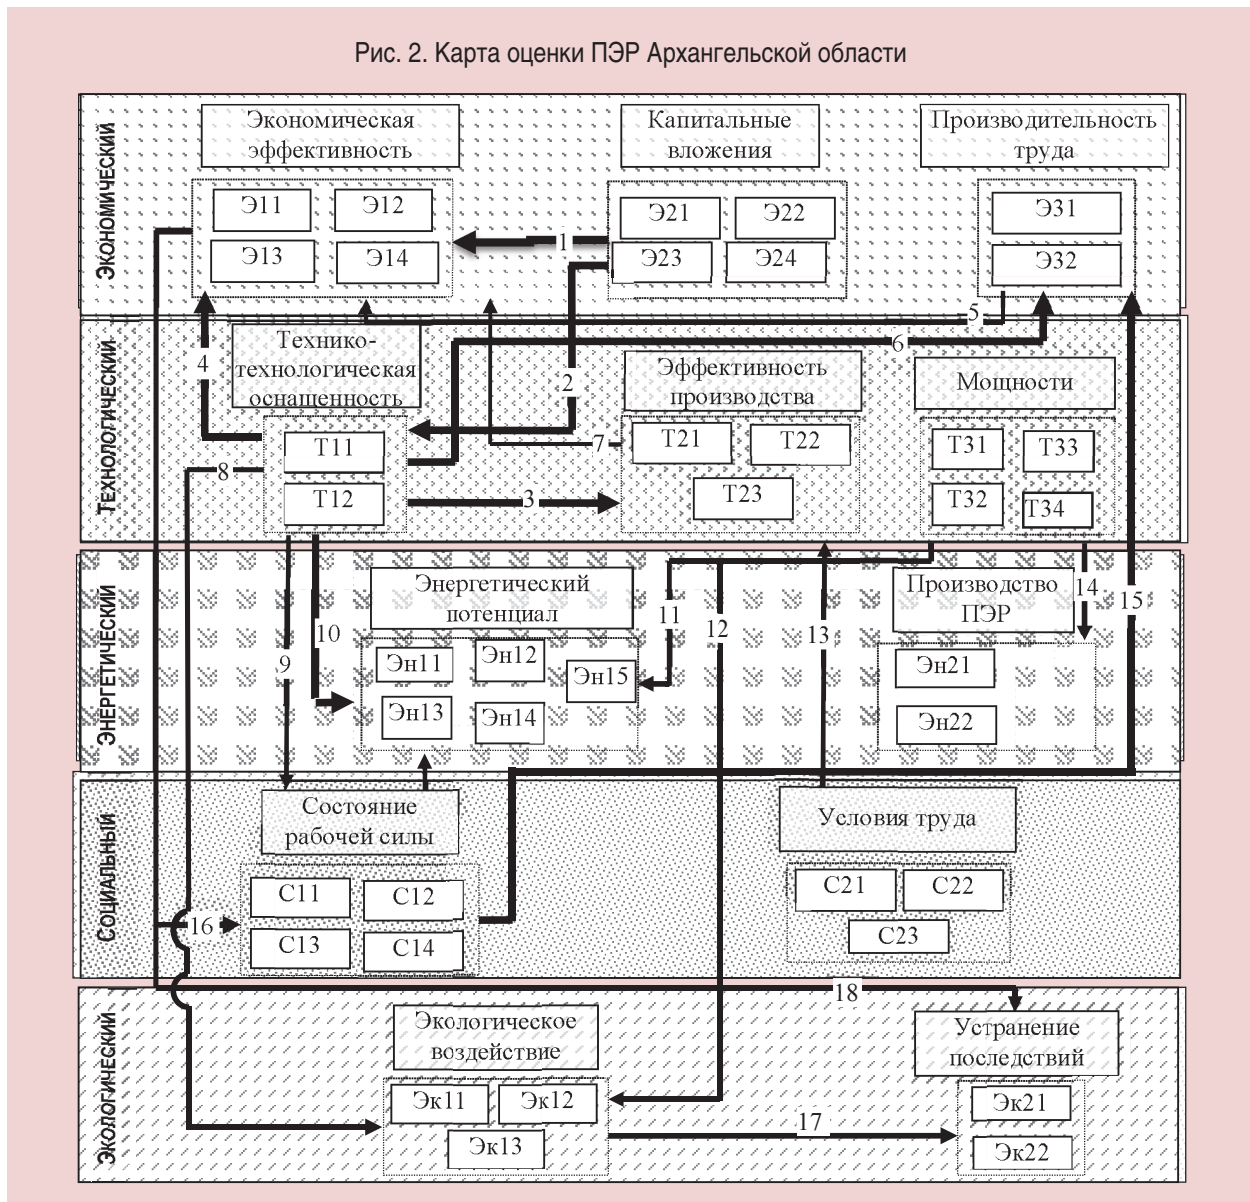 Рис. 2. Карта оценки ПЭР Архангельской области
ЭКОНОМИЧЕСКИЙ
Экономическая
эффективность
Капитальные
вложения
Производительность
труда
Э11
Э12
Э13
Э14
Э21
Э22
Э23
Э24
Э31
Э32
1
5
ТЕХНОЛОГИЧЕСКИЙ
Технико-
технологическая
оснащенность
Эффективность
производства
Мощности
4
2
6
7
8
3
Т11
Т12
Т21
Т22
Т23
Т31
Т33
Т32
Т34
ЭНЕРГЕТИЧЕСКИЙ
Энергетический
потенциал
Производство
ПЭР
9
10
11
12
13
14
15
Эн11
Эн12
Эн15
Эн13
Эн14
Эн21
Эн22
СОЦИАЛЬНЫЙ
Состояние
рабочей силы
Условия труда
С11
С12
С13
С14
С21
С22
С23
16
18
ЭКОЛОГИЧЕСКИЙ
Экологическое
воздействие
Устранение
последствий
Эк11
Эк12
Эк13
17
Эк21
Эк22